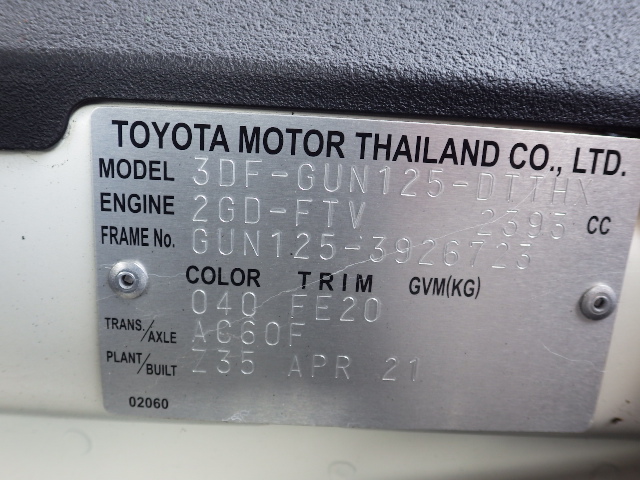 TOYOTA MOTOR THAILAND CO., LTD.
MODEL 3DF-GUN125-DTTHX
ENGINE 2GD-FTV 2393 CC
FRAME No. GUN125-3926723
COLOR TRIM GVM(KG)
040 FE20
TRANS./AXLE AC60F
PLANT/BUILT Z35 APR 21
02060